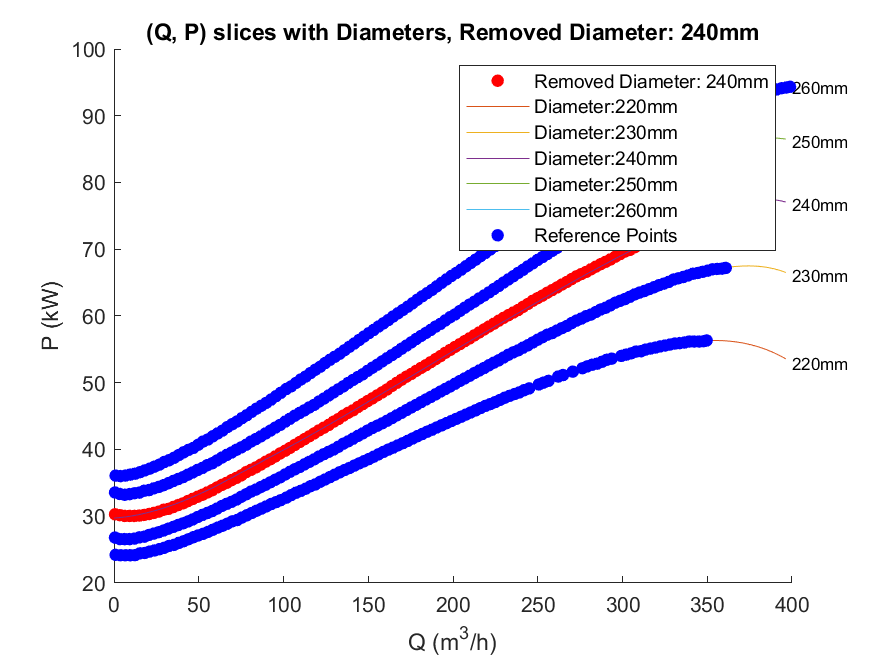 (Q, P) slices with Diameters, Removed Diameter: 240mm
100
90
80
70
60
50
40
30
20
P (kW)
0
50
100
150
200
250
300
350
400
Q (m³/h)
Removed Diameter: 240mm
Diameter:220mm
Diameter:230mm
Diameter:240mm
Diameter:250mm
Diameter:260mm
Reference Points
260mm
250mm
240mm
230mm
220mm